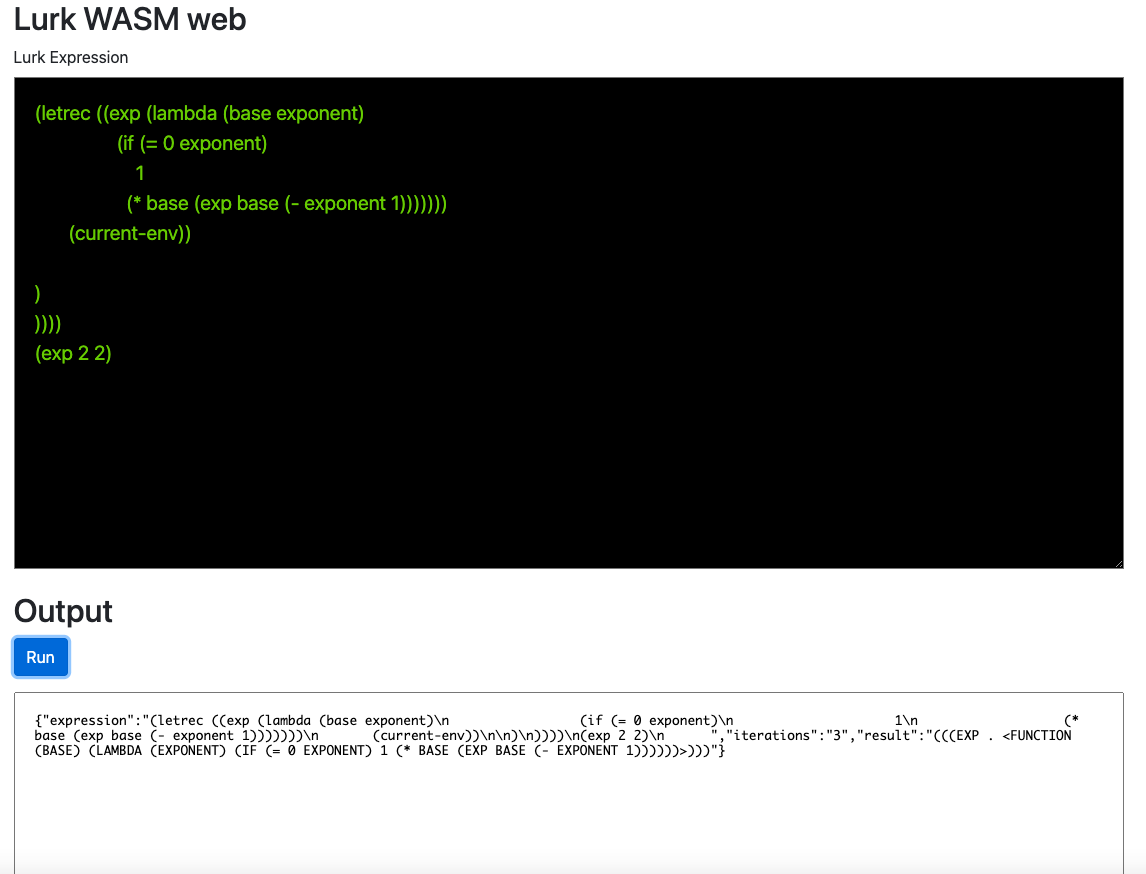 Lurk WASM web
Lurk Expression
(letrec ((exp (lambda (base exponent)
(if (= 0 exponent)
1
(* base (exp base (- exponent 1)))))))
(current-env))
)
))))
(exp 2 2)
Output
Run
{"expression":"(letrec ((exp (lambda (base exponent)\n                (if (= 0 exponent)\n                    1\n                  (*
base (exp base (- exponent 1)))))))\n       (current-env))\n\n)\n))))\n(exp 2 2)\n      ","iterations":"3","result":"(((EXP . <FUNCTION
(BASE) (LAMBDA (EXPONENT) (IF (= 0 EXPONENT) 1 (* BASE (EXP BASE (- EXPONENT 1))))))>)))"}